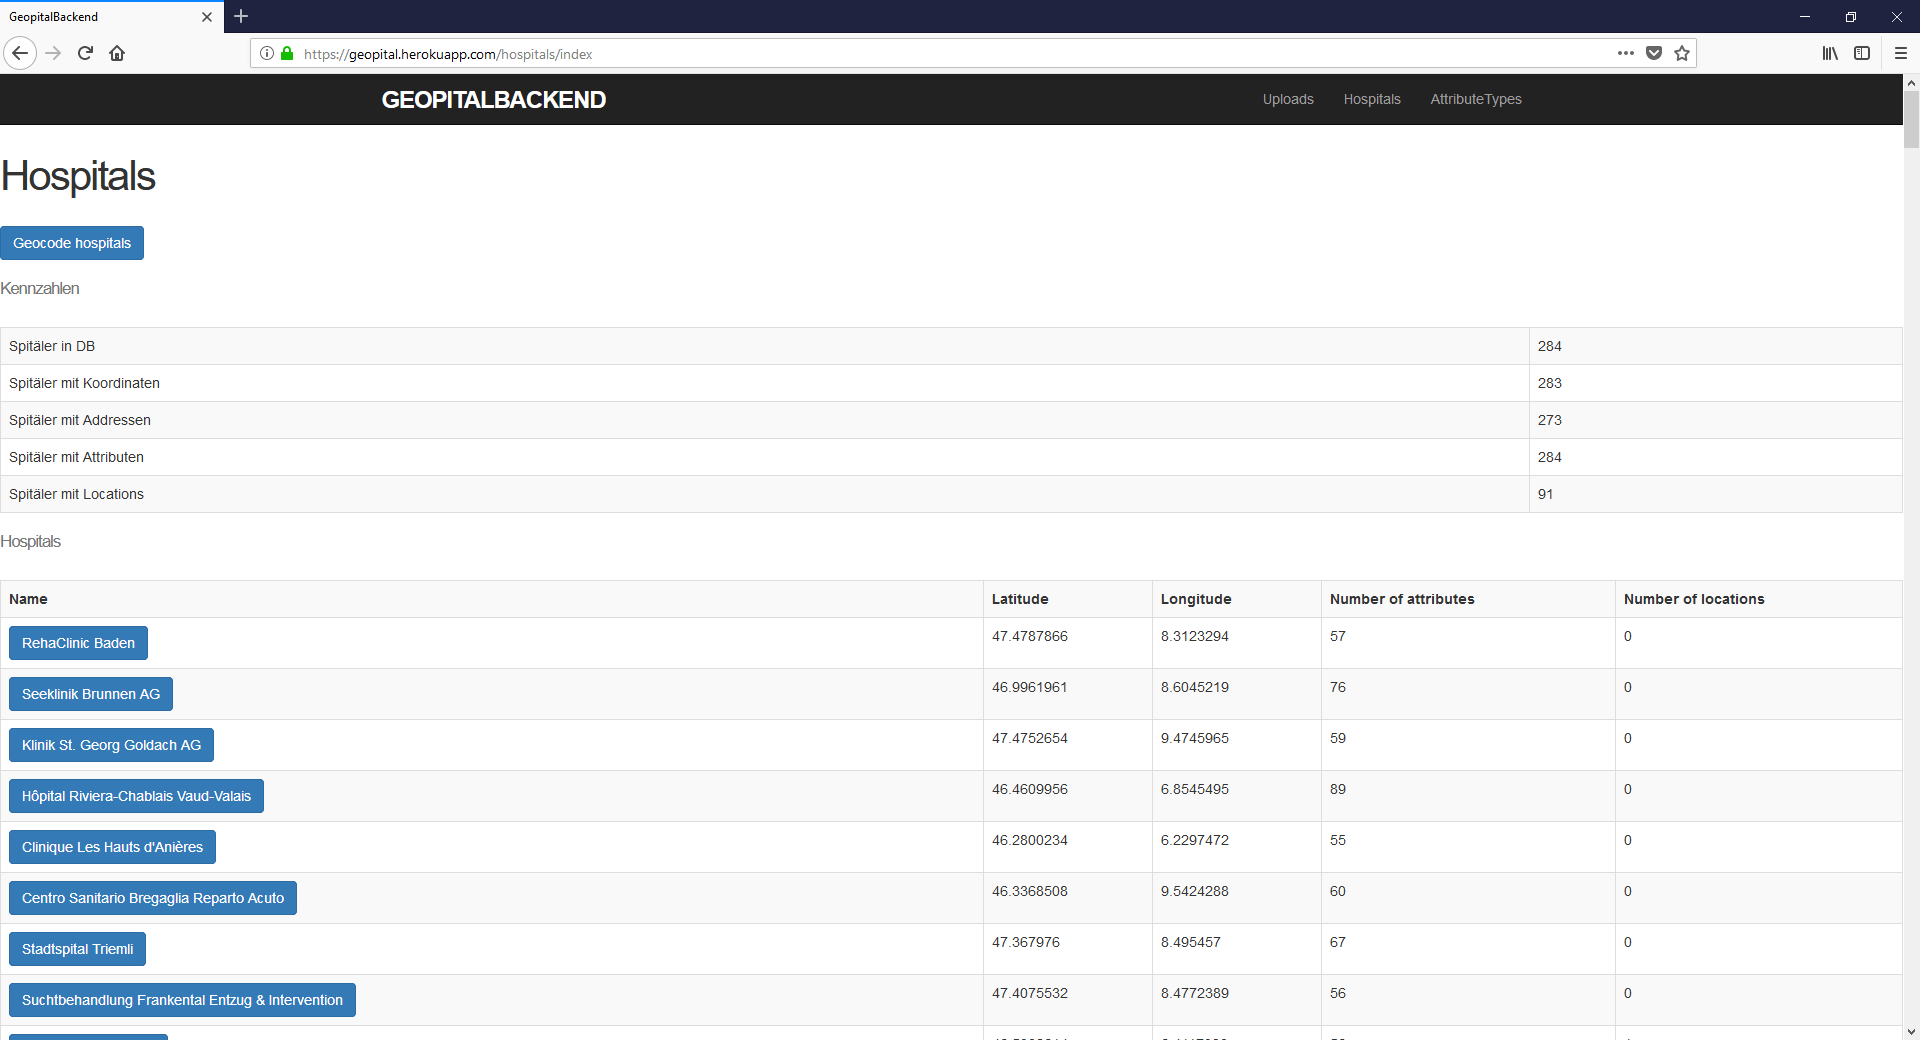 GeopitalBackend
https://geopital.herokuapp.com/hospitals/index
GEOPITALBACKEND
Uploads Hospitals AttributeTypes
Hospitals
Geocode hospitals
Kennzahlen
Spitäler in DB 284
Spitäler mit Koordinaten 283
Spitäler mit Addressen 273
Spitäler mit Attributen 284
Spitäler mit Locations 91
Hospitals
Name Latitude Longitude Number of attributes Number of locations
RehaClinic Baden 47.4787866 8.3123294 57 0
Seeklinik Brunnen AG 46.9961961 8.6045219 76 0
Klinik St. Georg Goldach AG 47.4752654 9.4745965 59 0
Hôpital Riviera-Chablais Vaud-Valais 46.4609956 6.8545495 89 0
Clinique Les Hauts d'Anières 46.2800234 6.2297472 55 0
Centro Sanitario Bregaglia Reparto Acuto 46.3368508 9.5424288 60 0
Stadtspital Triemli 47.367976 8.495457 67 0
Suchtbehandlung Frankental Entzug & Intervention 47.4075532 8.4772389 56 0